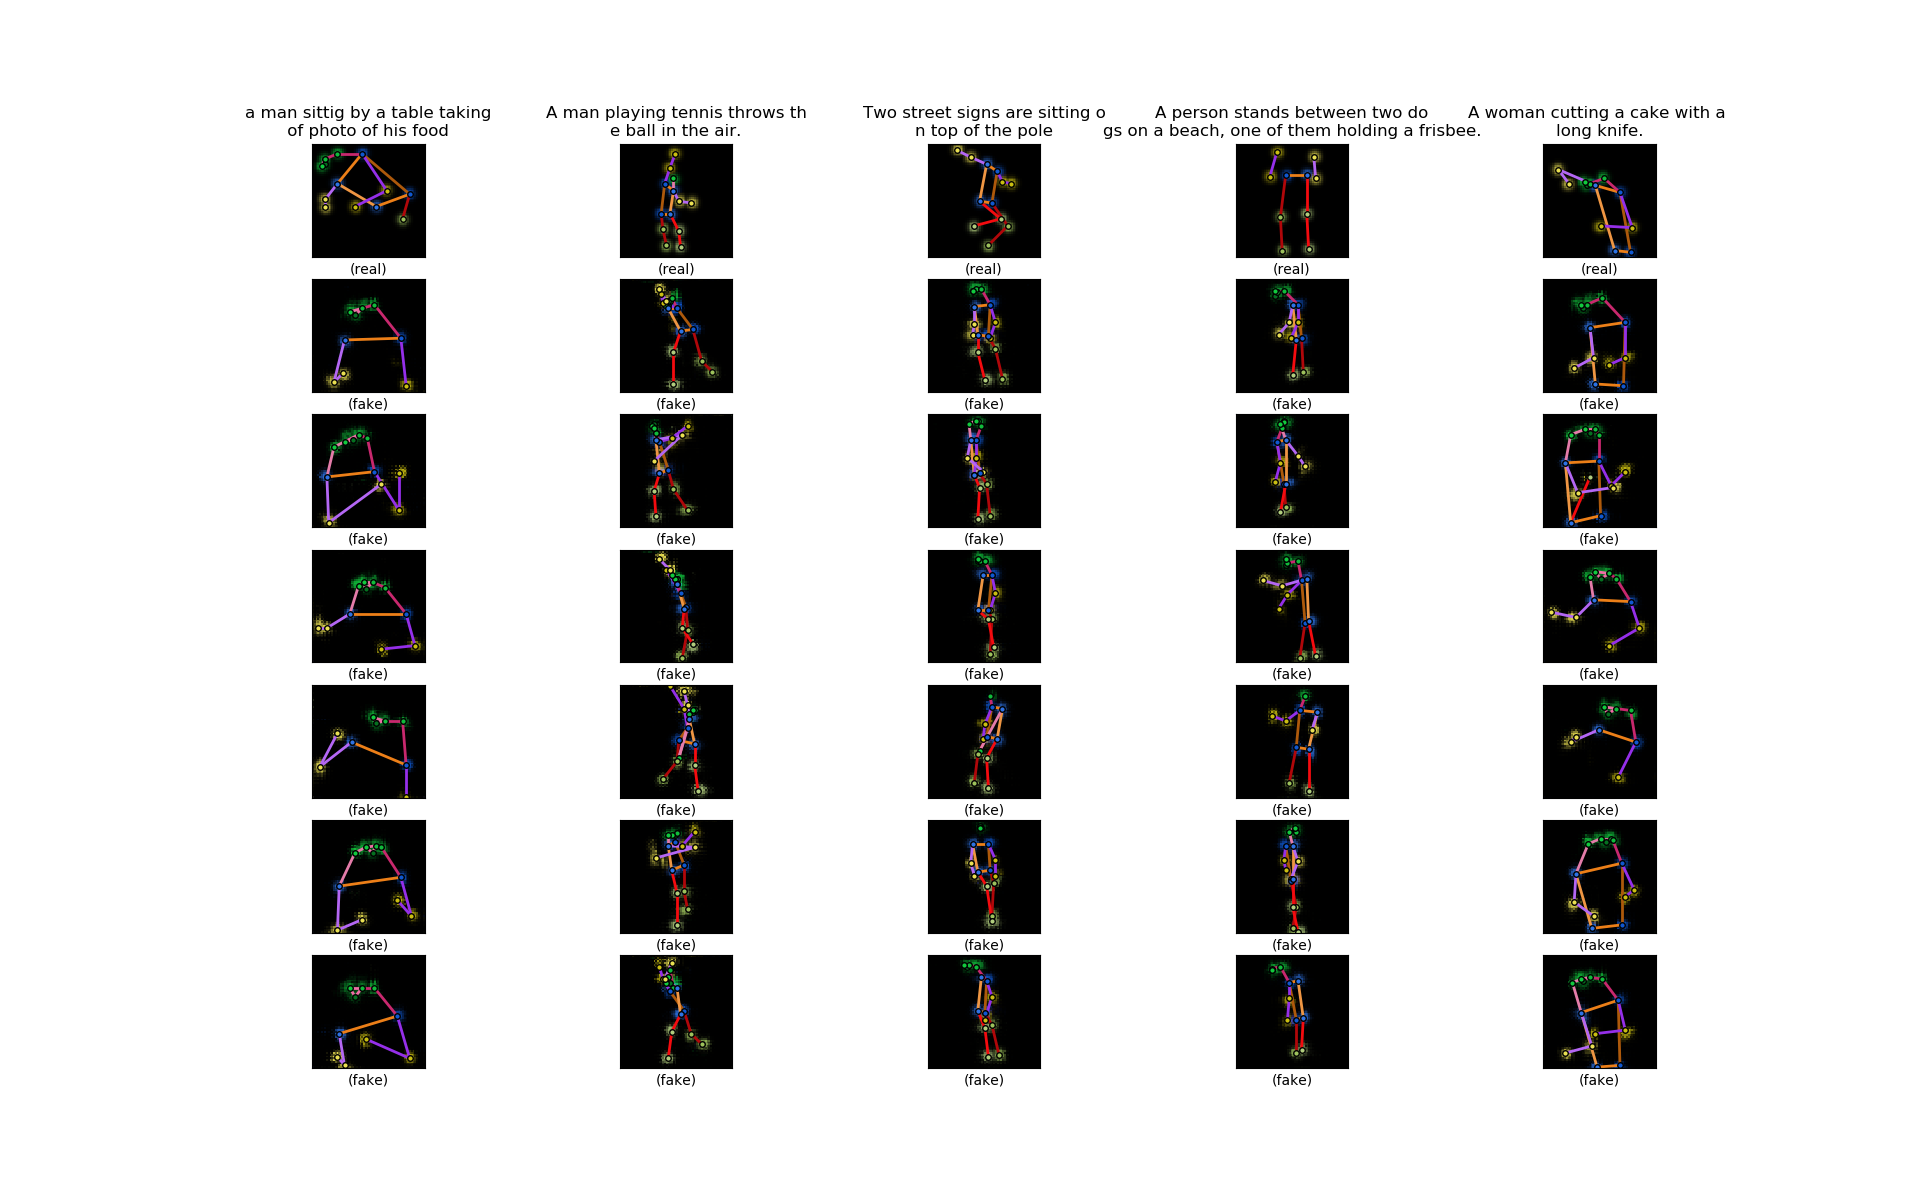 a man sittig by a table taking
of photo of his food
A man playing tennis throws th
e ball in the air.
Two street signs are sitting o
n top of the pole
A person stands between two do
gs on a beach, one of them holding a frisbee.
A woman cutting a cake with a
long knife.
(real) (real) (real) (real) (real)
(fake) (fake) (fake) (fake) (fake)
(fake) (fake) (fake) (fake) (fake)
(fake) (fake) (fake) (fake) (fake)
(fake) (fake) (fake) (fake) (fake)
(fake) (fake) (fake) (fake) (fake)
(fake) (fake) (fake) (fake) (fake)